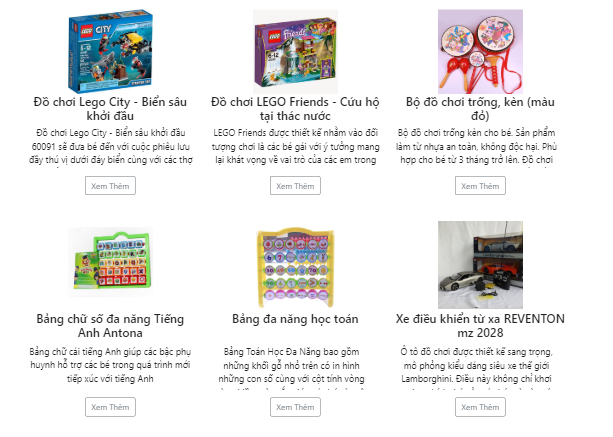 LEGO CITY
LEGO Friends
Đồ chơi Lego City - Biển sâu
khởi đầu
Đồ chơi Lego City - Biển sâu khởi đầu
60091 sẽ đưa bé đến với cuộc phiêu lưu
đầy thú vị dưới đáy biển cùng với các thợ
Xem Thêm
Đồ chơi LEGO Friends - Cứu hộ
tại thác nước
LEGO Friends được thiết kế nhằm vào đối
tượng chơi là các bé gái với ý tưởng mang
lại khát vọng về vai trò của các em trong
Xem Thêm
Bộ đồ chơi trống, kèn (màu
đỏ)
Bộ đồ chơi trống kèn cho bé. Sản phẩm
làm từ nhựa an toàn, không độc hại. Phù
hợp cho bé từ 3 tháng trở lên. Đồ chơi
Xem Thêm
Bảng chữ số đa năng Tiếng
Anh Antona
Bảng chữ cái tiếng Anh giúp các bậc phụ
huynh hỗ trợ các bé trong quá trình mới
tiếp xúc với tiếng Anh
Xem Thêm
Bảng đa năng học toán
Bảng Toán Học Đa Năng bao gồm
những khối gỗ nhỏ trên có in hình
những con số cùng với cột tính vòng
Xem Thêm
Xe điều khiển từ xa REVENTON
mz 2028
Ô tô đồ chơi được thiết kế sang trọng,
mô phỏng kiểu dáng siêu xe thế giới
Lamborghini. Điều này không chỉ khơi
Xem Thêm